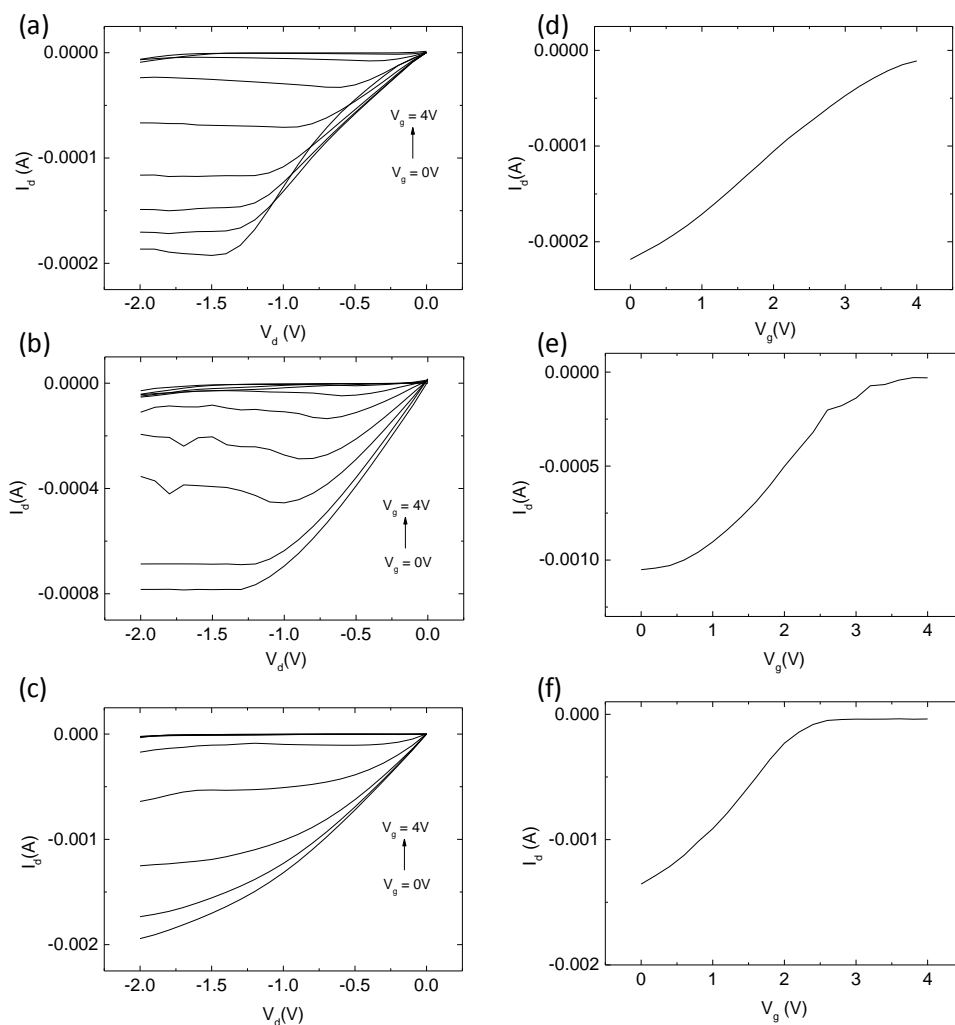 (a)
0.0000
-0.0001
-0.0002
I_d (A)
V_g = 4V
V_g = 0V
-2.0 -1.5 -1.0 -0.5 0.0
V_d (V)
(d)
0.0000
-0.0001
-0.0002
I_d(A)
0 1 2 3 4
V_g(V)
(b)
0.0000
-0.0004
-0.0008
I_d(A)
V_g = 4V
V_g = 0V
-2.0 -1.5 -1.0 -0.5 0.0
V_d(V)
(e)
0.0000
-0.0005
-0.0010
I_d(A)
0 1 2 3 4
V_g(V)
(c)
0.000
-0.001
-0.002
I_d(A)
V_g = 4V
V_g = 0V
-2.0 -1.5 -1.0 -0.5 0.0
V_d(V)
(f)
0.000
-0.001
-0.002
I_d (A)
0 1 2 3 4
V_g (V)